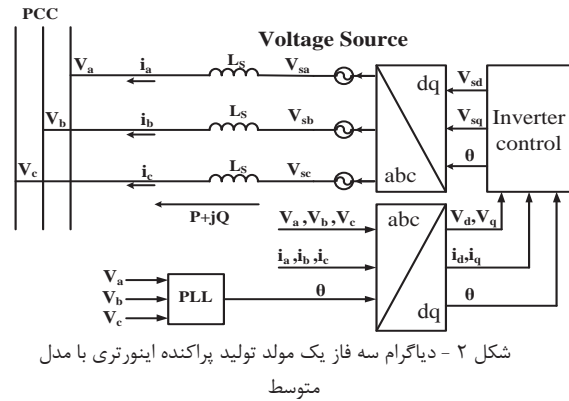 PCC
Voltage Source
Va ia Ls Vsa
Vb ib Ls Vsb
Vc ic Ls Vsc
P+jQ
dq
abc
Vsd
Vsq
θ
Inverter
control
Va,Vb,Vc
ia,ib,ic
abc
dq
Vd,Vq
id,iq
θ
Va
Vb
Vc
PLL
θ
شکل ۲ - دیاگرام سه فاز یک مولد تولید پراکنده اینورتری با مدل
متوسط